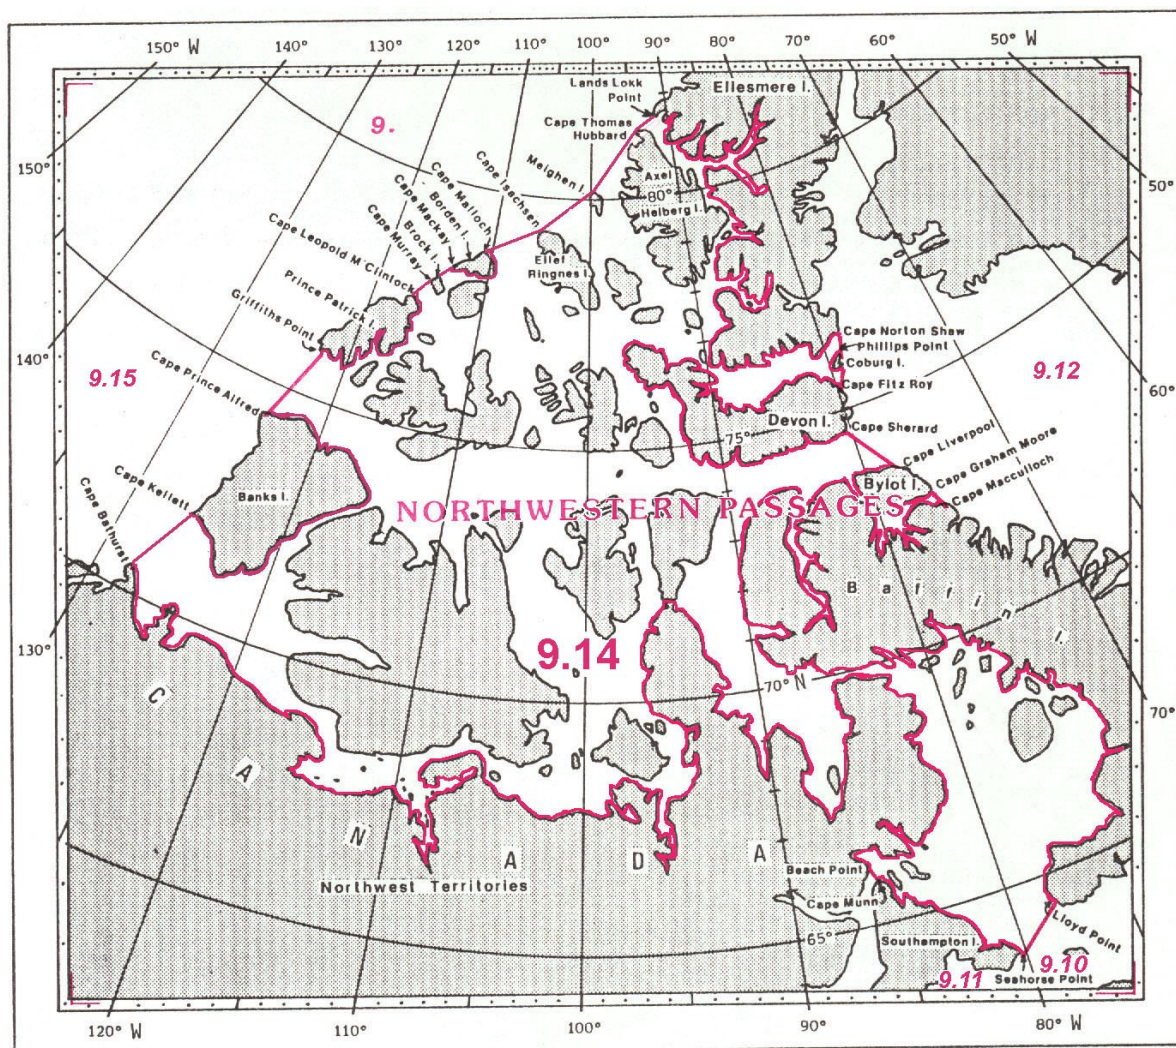 150° W
140°
130°
120°
110°
100°
90°
80°
70°
60°
50° W
Lands Lokk
Point
Ellesmere I.
Cape Thomas
Hubbard
9.
150°
50°
Meighen I.
Axel
80°
Heiberg I.
Cape Isachsen
Cape Malloch
Borden I.
Cape Mackay
Brock I.
Cape Murray
Cape Leopold M'Clintock
Ellef
Ringnes I.
Prince Patrick I.
Griffiths Point
Cape Norton Shaw
Phillips Point
Coburg I.
140°
9.15
9.12
60°
Cape Prince Alfred
Cape Fitz Roy
Devon I.
Cape Sherard
75°
Cape Liverpool
Cape Graham Moore
Cape Macculloch
Bylot I.
Cape Kellett
Banks I.
Cape Bathurst
NORTHWESTERN PASSAGES
Baffin I.
130°
9.14
70° N
70°
CANADA
Northwest Territories
Beach Point
Cape Munn
Lloyd Point
65°
Southampton I.
9.11
9.10
Seahorse Point
120° W
110°
100°
90°
80° W